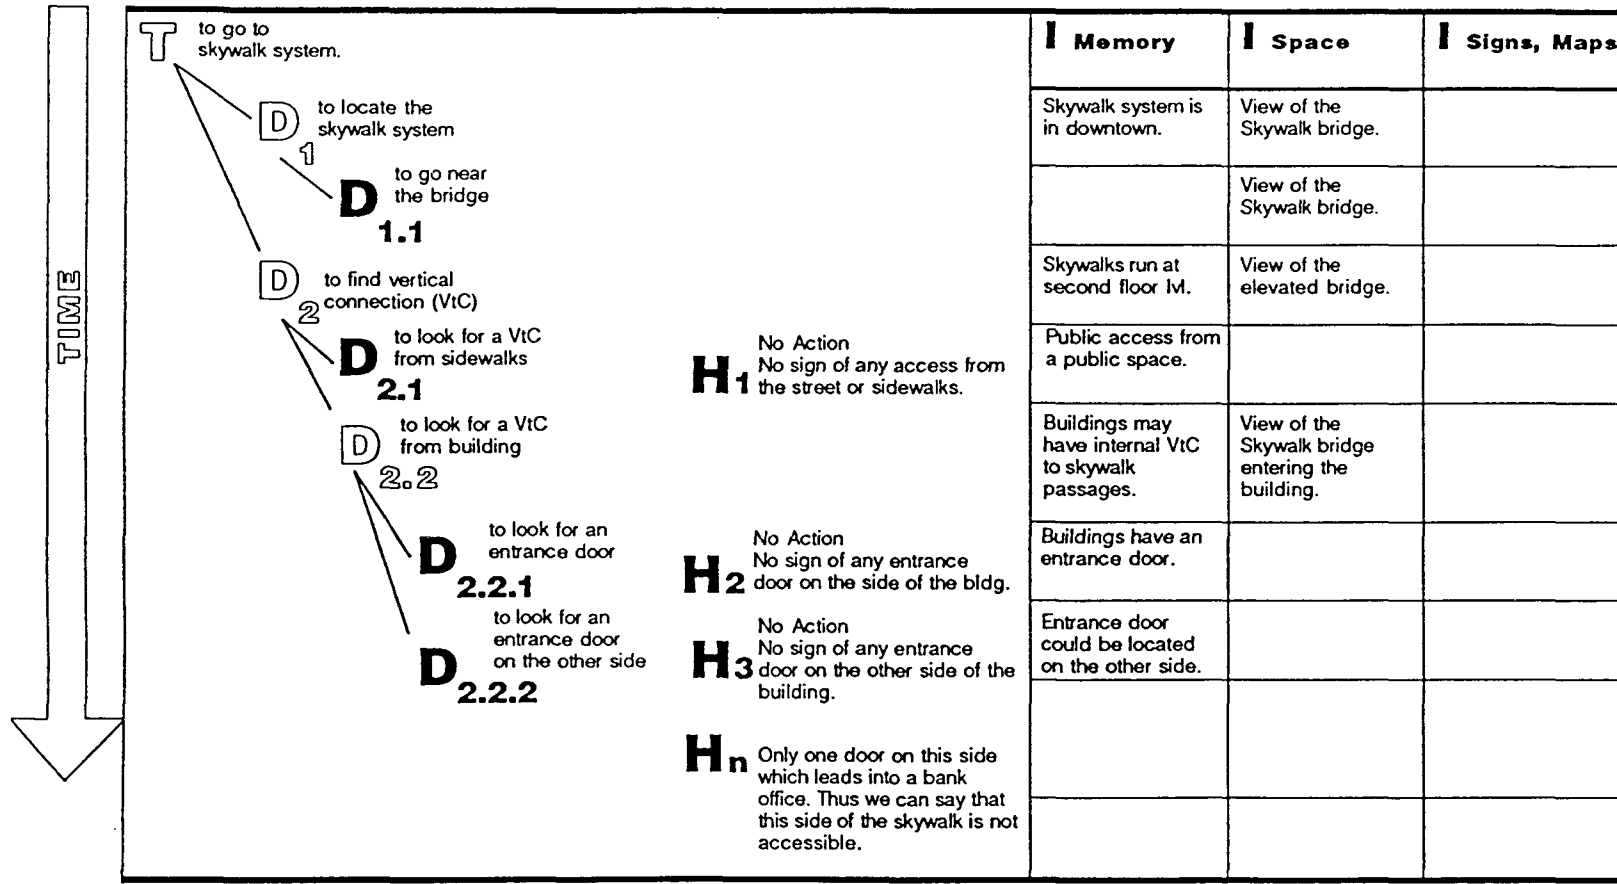 TIME
T to go to
skywalk system.
D1 to locate the
skywalk system
D1.1 to go near
the bridge
D2 to find vertical
connection (VtC)
D2.1 to look for a VtC
from sidewalks
D2.2 to look for a VtC
from building
D2.2.1 to look for an
entrance door
D2.2.2 to look for an
entrance door
on the other side
H1 No Action
No sign of any access from
the street or sidewalks.
H2 No Action
No sign of any entrance
door on the side of the bldg.
H3 No Action
No sign of any entrance
door on the other side of the
building.
Hn Only one door on this side
which leads into a bank
office. Thus we can say that
this side of the skywalk is not
accessible.
I Memory
I Space
I Signs, Maps
Skywalk system is
in downtown.
View of the
Skywalk bridge.
View of the
Skywalk bridge.
Skywalks run at
second floor lvl.
View of the
elevated bridge.
Public access from
a public space.
Buildings may
have internal VtC
to skywalk
passages.
View of the
Skywalk bridge
entering the
building.
Buildings have an
entrance door.
Entrance door
could be located
on the other side.